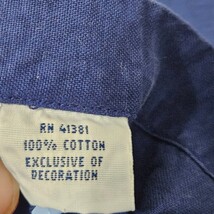 RN 41381
100% COTTON
EXCLUSIVE OF
DECORATION